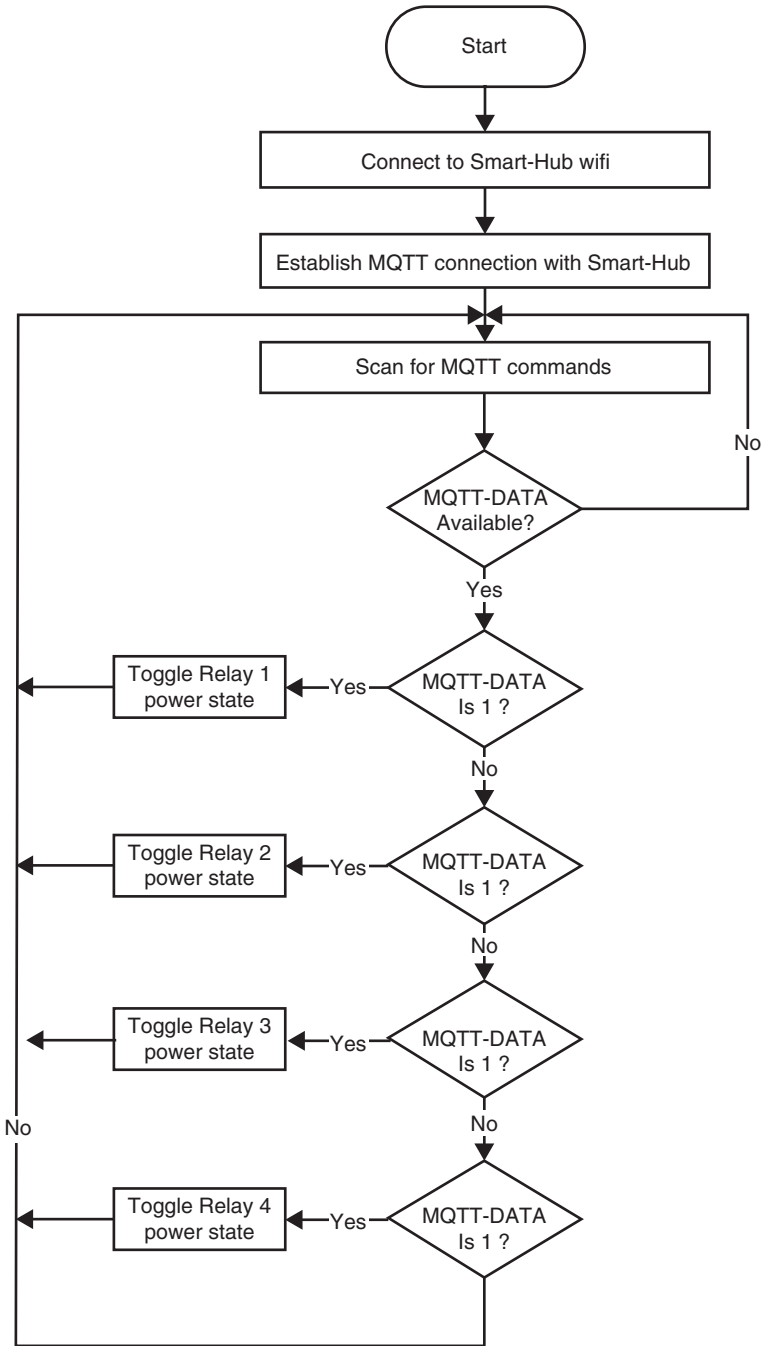 Start
Connect to Smart-Hub wifi
Establish MQTT connection with Smart-Hub
Scan for MQTT commands
No
MQTT-DATA
Available?
Yes
Toggle Relay 1
power state
Yes
MQTT-DATA
Is 1 ?
No
Toggle Relay 2
power state
Yes
MQTT-DATA
Is 1 ?
No
Toggle Relay 3
power state
Yes
MQTT-DATA
Is 1 ?
No
No
Toggle Relay 4
power state
Yes
MQTT-DATA
Is 1 ?